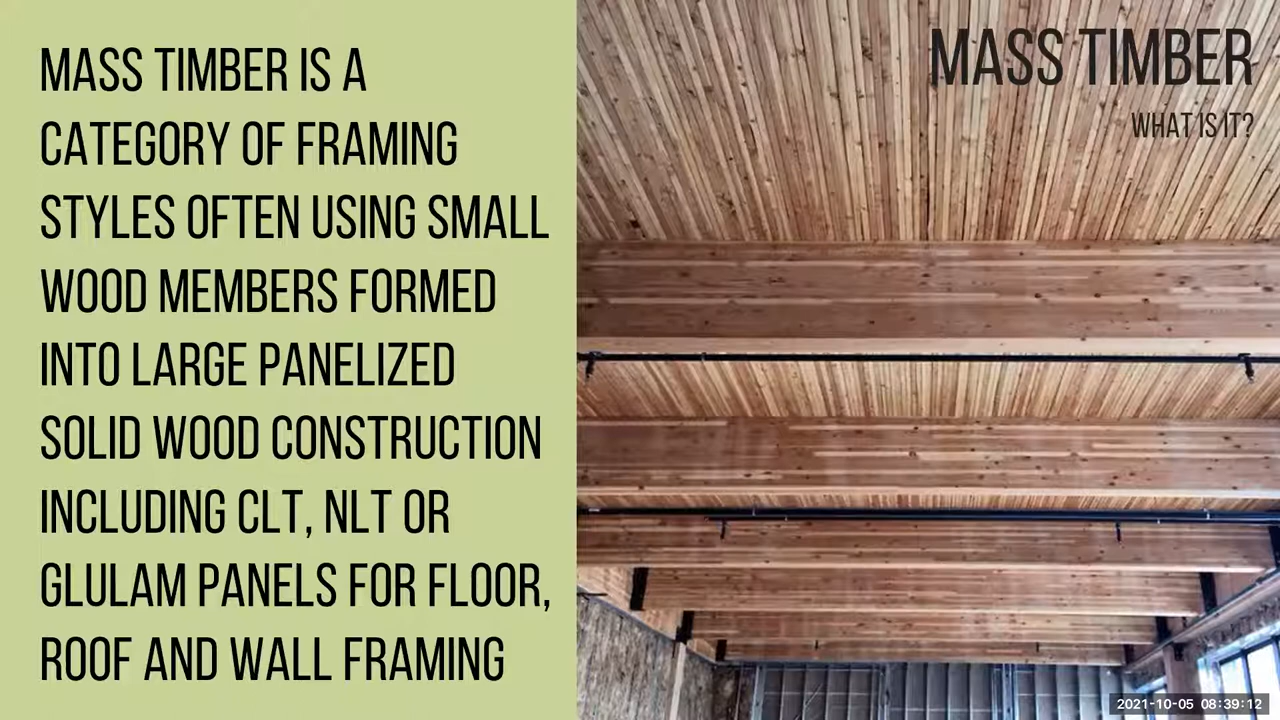 MASS TIMBER IS A
CATEGORY OF FRAMING
STYLES OFTEN USING SMALL
WOOD MEMBERS FORMED
INTO LARGE PANELIZED
SOLID WOOD CONSTRUCTION
INCLUDING CLT, NLT OR
GLULAM PANELS FOR FLOOR,
ROOF AND WALL FRAMING
MASS TIMBER
WHAT IS IT?
2021-10-05 08:39:12